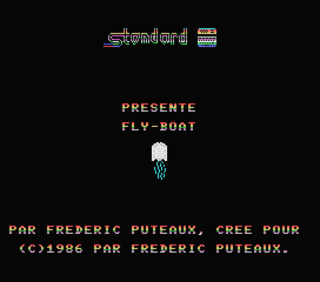 standard
PRESENTE
FLY-BOAT
PAR FREDERIC PUTEAUX, CREE POUR
(C)1986 PAR FREDERIC PUTEAUX.